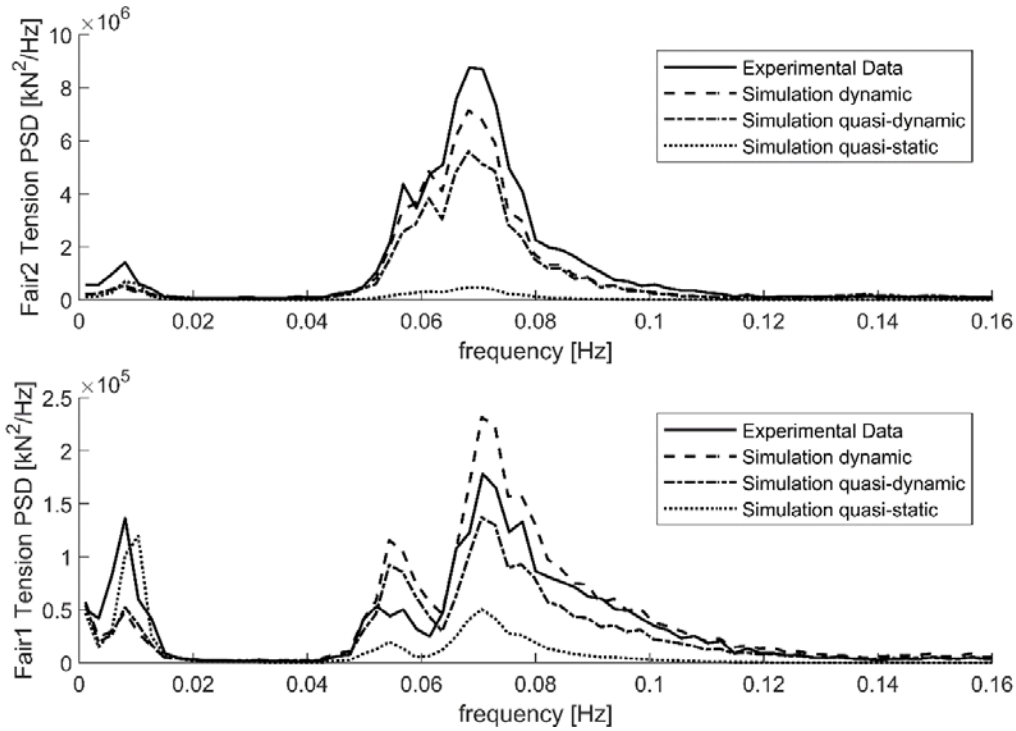 ×10⁶
10
8
6
4
2
0
Fair2 Tension PSD [kN²/Hz]
Experimental Data
Simulation dynamic
Simulation quasi-dynamic
Simulation quasi-static
0 0.02 0.04 0.06 0.08 0.1 0.12 0.14 0.16
frequency [Hz]
×10⁵
2.5
2
1.5
1
0.5
0
Fair1 Tension PSD [kN²/Hz]
Experimental Data
Simulation dynamic
Simulation quasi-dynamic
Simulation quasi-static
0 0.02 0.04 0.06 0.08 0.1 0.12 0.14 0.16
frequency [Hz]